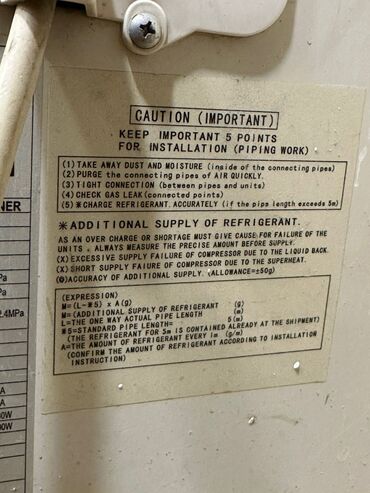 CAUTION (IMPORTANT)
KEEP IMPORTANT 5 POINTS
FOR INSTALLATION (PIPING WORK)
(1) TAKE AWAY DUST AND MOISTURE (inside of the connecting pipes)
(2) PURGE the connecting pipes of AIR QUICKLY.
(3) TIGHT CONNECTION (between pipes and units)
(4) CHECK GAS LEAK (connected points)
(5) ※CHARGE REFRIGERANT. ACCURATELY (if the pips length exceeds 5m)
※ADDITIONAL SUPPLY OF REFRIGERANT.
AS AN OVER CHARGE OR SHORTAGE MUST GIVE CAUSE FOR FAILURE OF THE
UNITS. ALWAYS MEASURE THE PRECISE AMOUNT BEFORE SUPPLY.
(X) EXCESSIVE SUPPLY FAILURE OF COMPRESSOR DUE TO THE LIQUID BACK.
(X) SHORT SUPPLY FAIURE OF COMPRESSOR DUE TO THE SUPERHEAT.
(◎) ACCURACY OF ADDITIONAL SUPPLY. (ALLOWANCE=±50g)
(EXPRESSION)
M=(L-※5) x A(g)
M=(ADDITIONAL SUPPLY OF REFRIGERANT (g)
L=THE ONE WAY ACTUAL PIPE LENGTH (m)
※5=STANDARD PIPE LENGTH= 5(m)
(THE REFRIGERANT FOR 5m IS CONTAINED ALREADY AT THE SHIPMENT)
A=THE AMOUNT OF REFRIGERANT EVERY 1m (g/m)
(CONFIRM THE AMOUNT OF REFRIGERANT ACCORDING TO INSTALLATION
INSTRUCTION)
NER
Pa
Pa
2.4MPa
A
A
00W
00W